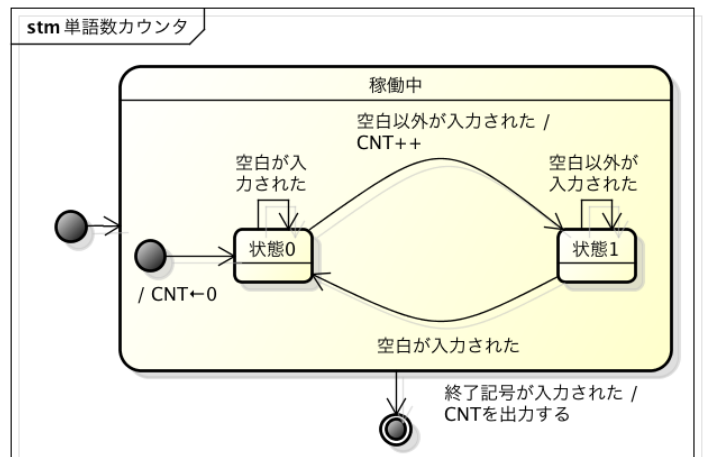 stm 単語数カウンタ
稼働中
空白以外が入力された /
CNT++
空白が入
力された
空白以外が
入力された
状態0
状態1
/ CNT←0
空白が入力された
終了記号が入力された /
CNTを出力する